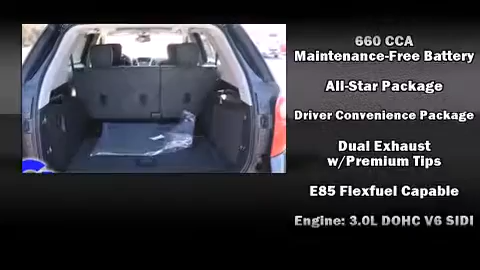 660 CCA
Maintenance-Free Battery
All-Star Package
Driver Convenience Package
Dual Exhaust
w/Premium Tips
E85 Flexfuel Capable
Engine: 3.0L DOHC V6 SIDI